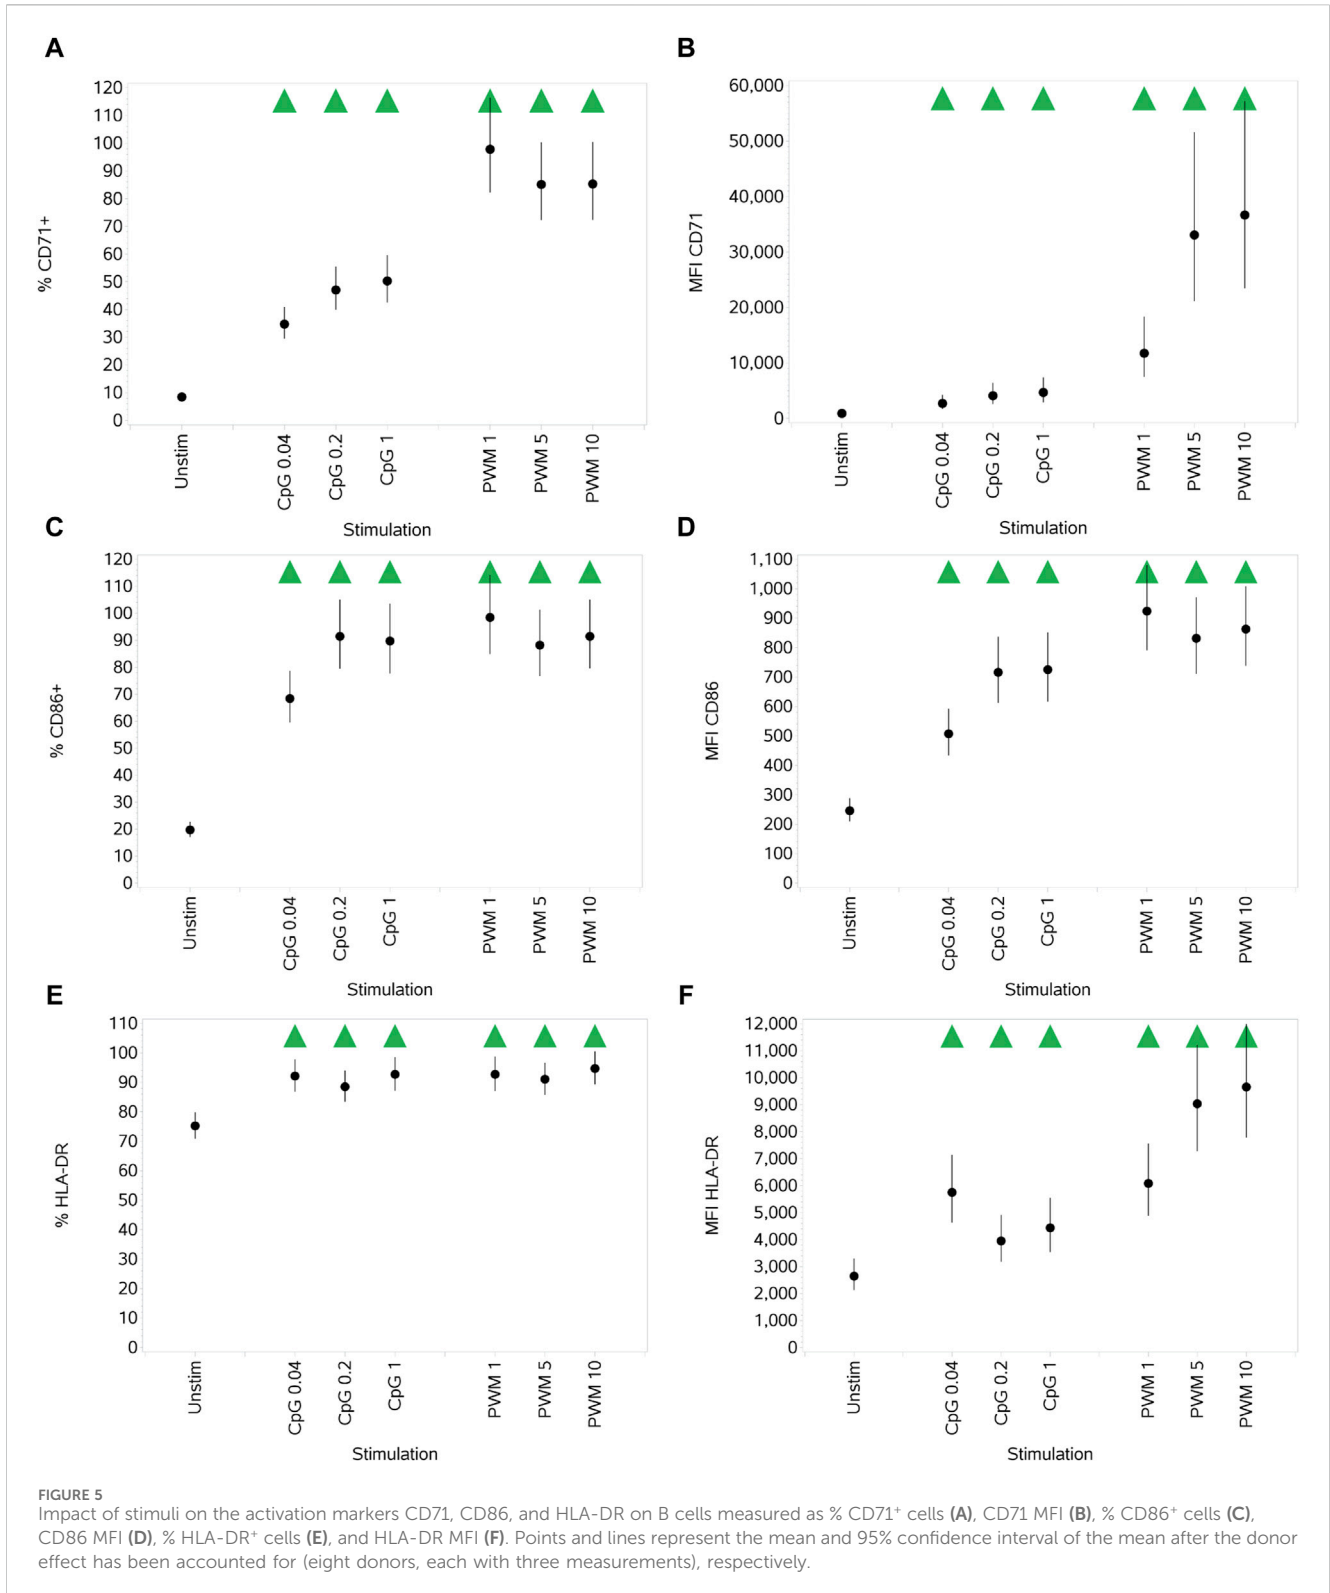 A
120
110
100
90
80
70
60
50
40
30
20
10
0
% CD71+
Unstim
CpG 0.04
CpG 0.2
CpG 1
PWM 1
PWM 5
PWM 10
Stimulation
B
60,000
50,000
40,000
30,000
20,000
10,000
0
MFI CD71
Unstim
CpG 0.04
CpG 0.2
CpG 1
PWM 1
PWM 5
PWM 10
Stimulation
C
120
110
100
90
80
70
60
50
40
30
20
10
0
% CD86+
Unstim
CpG 0.04
CpG 0.2
CpG 1
PWM 1
PWM 5
PWM 10
Stimulation
D
1,100
1,000
900
800
700
600
500
400
300
200
100
0
MFI CD86
Unstim
CpG 0.04
CpG 0.2
CpG 1
PWM 1
PWM 5
PWM 10
Stimulation
E
110
100
90
80
70
60
50
40
30
20
10
0
% HLA-DR
Unstim
CpG 0.04
CpG 0.2
CpG 1
PWM 1
PWM 5
PWM 10
Stimulation
F
12,000
11,000
10,000
9,000
8,000
7,000
6,000
5,000
4,000
3,000
2,000
1,000
0
MFI HLA-DR
Unstim
CpG 0.04
CpG 0.2
CpG 1
PWM 1
PWM 5
PWM 10
Stimulation
FIGURE 5
Impact of stimuli on the activation markers CD71, CD86, and HLA-DR on B cells measured as % CD71⁺ cells (A), CD71 MFI (B), % CD86⁺ cells (C),
CD86 MFI (D), % HLA-DR⁺ cells (E), and HLA-DR MFI (F). Points and lines represent the mean and 95% confidence interval of the mean after the donor
effect has been accounted for (eight donors, each with three measurements), respectively.